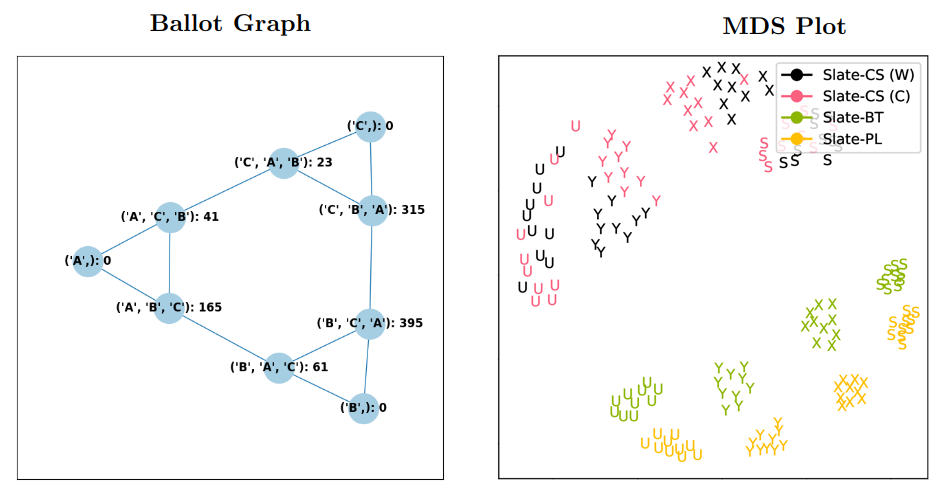 Ballot Graph
MDS Plot
('C',): 0
('C', 'A', 'B'): 23
('C', 'B', 'A'): 315
('A', 'C', 'B'): 41
('A',): 0
('A', 'B', 'C'): 165
('B', 'C', 'A'): 395
('B', 'A', 'C'): 61
('B',): 0
Slate-CS (W)
Slate-CS (C)
Slate-BT
Slate-PL